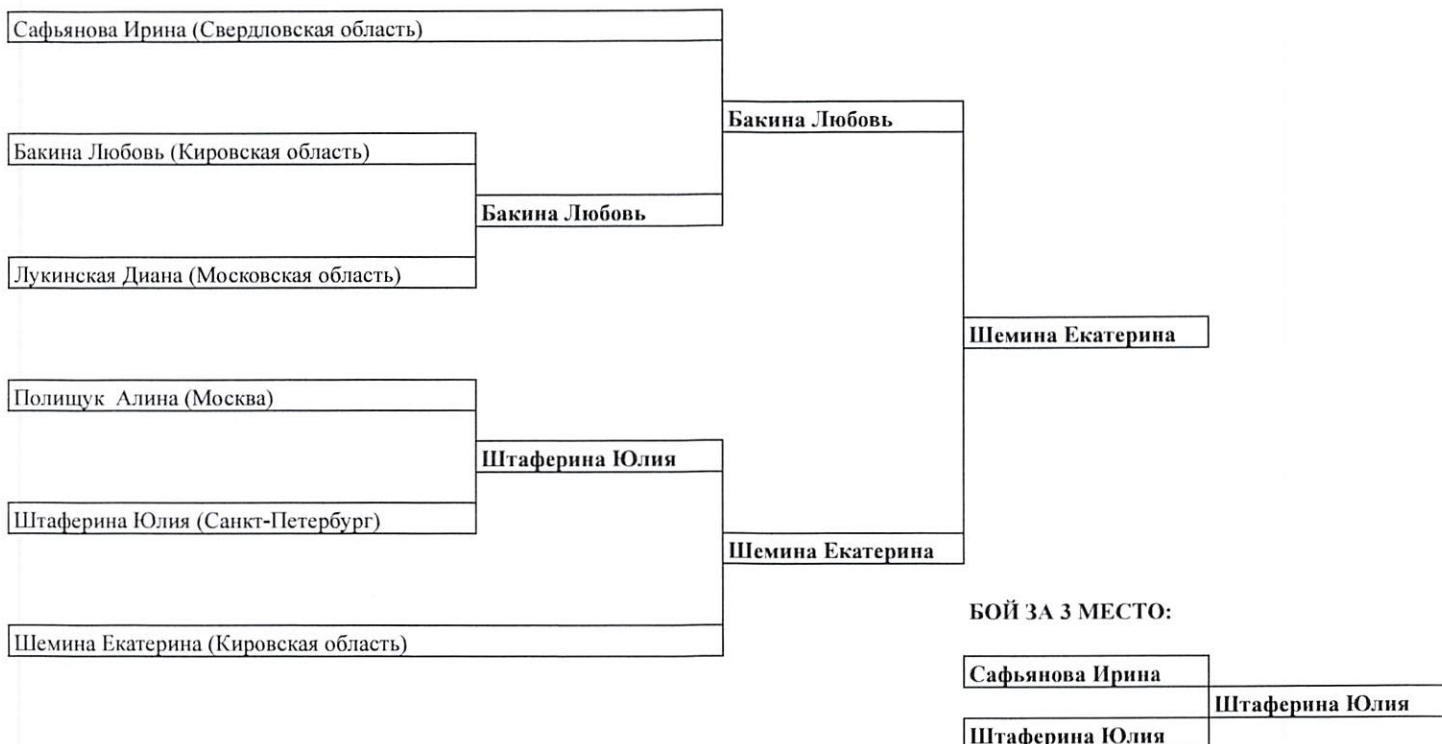 Сафьянова Ирина (Свердловская область)
Бакина Любовь
Бакина Любовь (Кировская область)
Бакина Любовь
Лукинская Диана (Московская область)
Шемина Екатерина
Полищук Алина (Москва)
Штаферина Юлия
Штаферина Юлия (Санкт-Петербург)
Шемина Екатерина
БОЙ ЗА 3 МЕСТО:
Шемина Екатерина (Кировская область)
Сафьянова Ирина
Штаферина Юлия
Штаферина Юлия